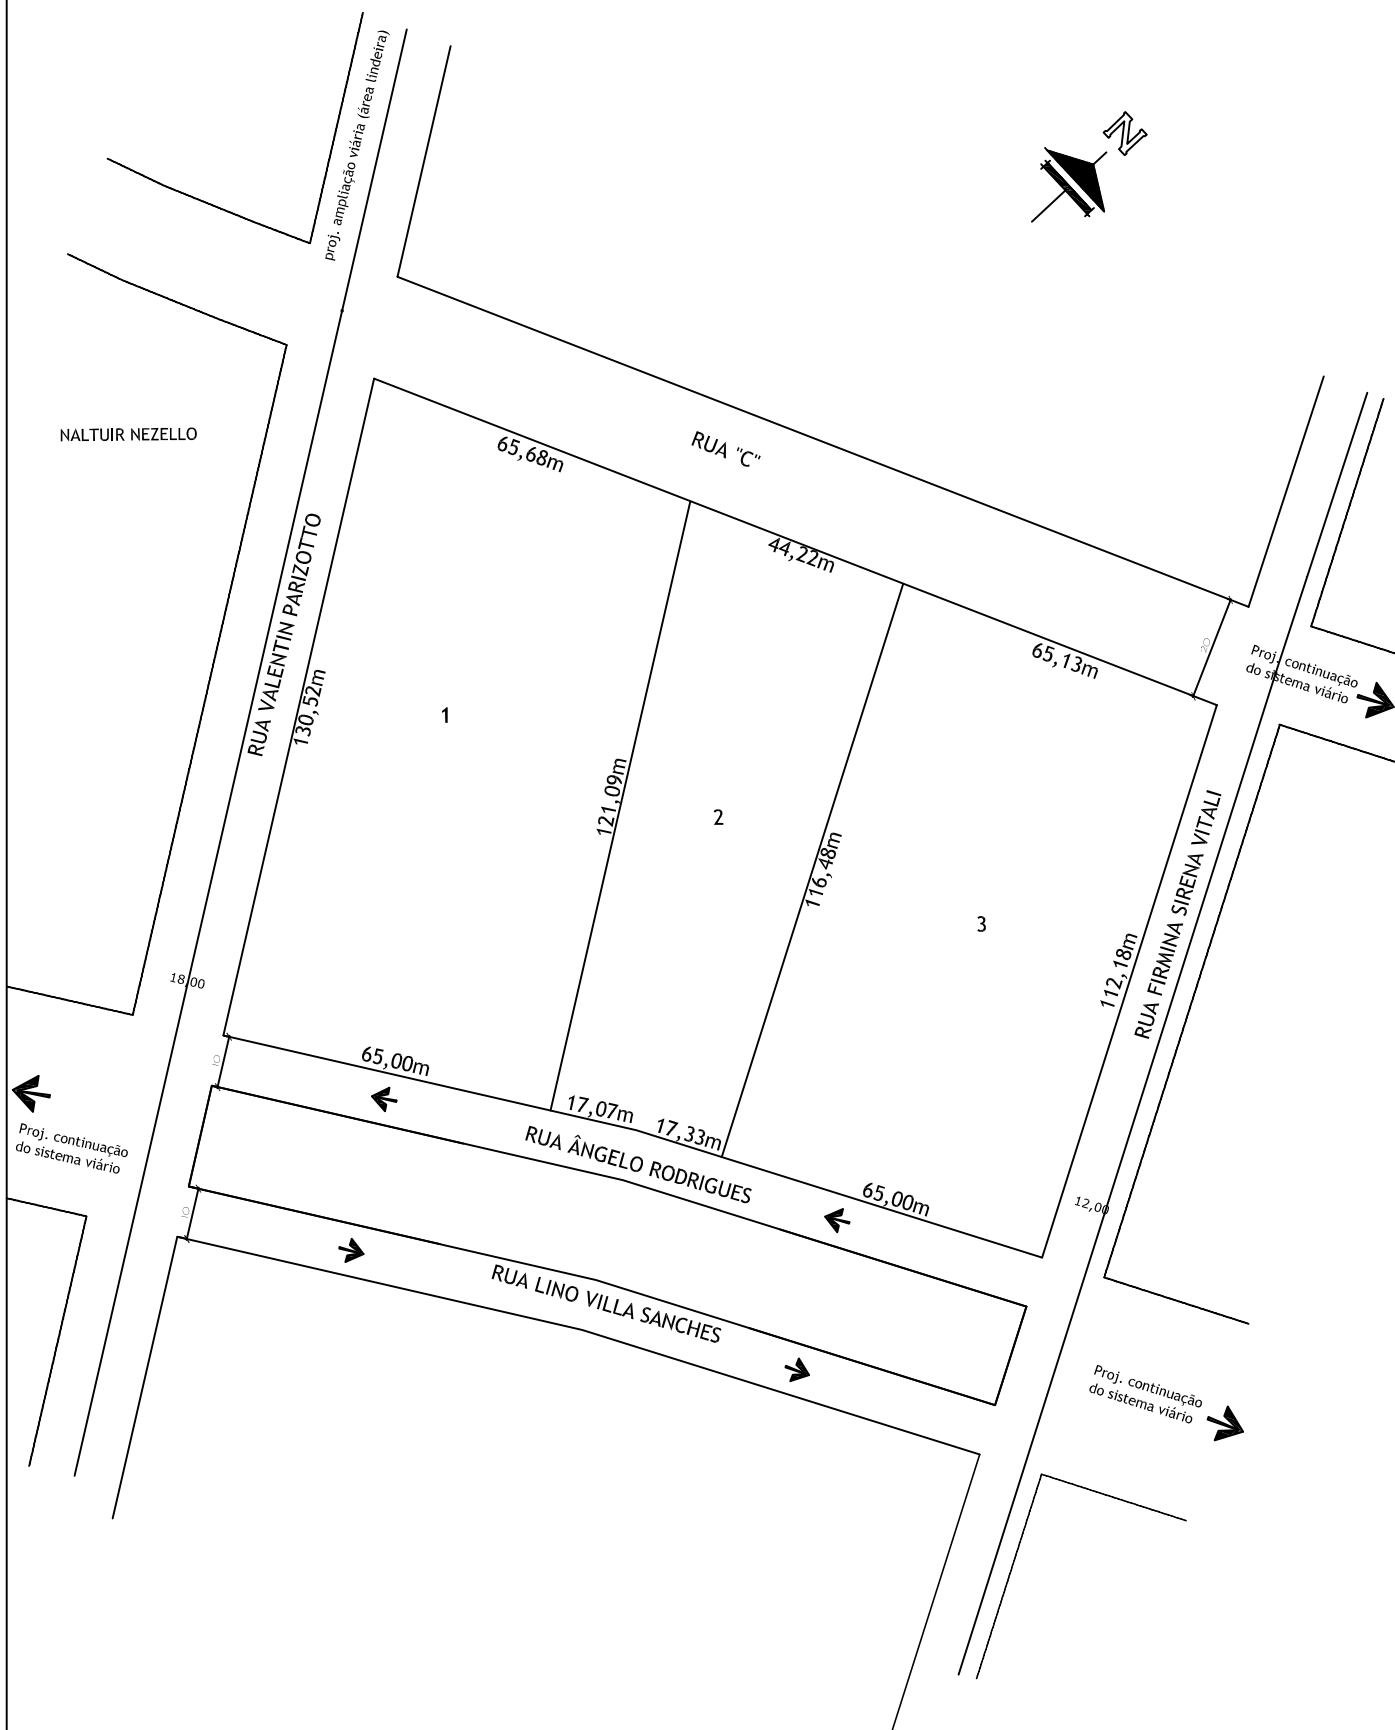 proj. ampliação viária (área lindeira)
N
NALTUIR NEZELLO
RUA "C"
65,68m
44,22m
65,13m
20
Proj. continuação
do sistema viário
RUA VALENTIN PARIZOTTO
130,52m
1
121,09m
2
116,48m
3
112,18m
RUA FIRMINA SIRENA VITALI
18,00
10
65,00m
17,07m
17,33m
RUA ÂNGELO RODRIGUES
65,00m
12,00
Proj. continuação
do sistema viário
10
RUA LINO VILLA SANCHES
Proj. continuação
do sistema viário